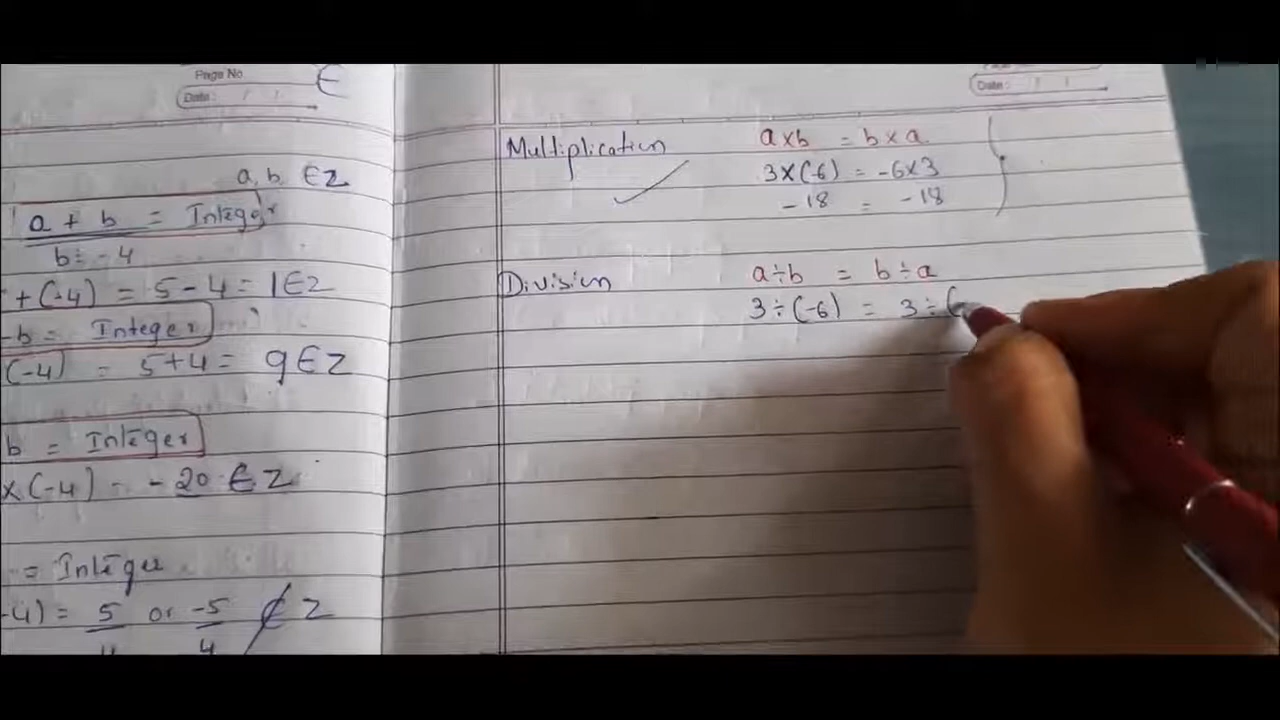 Page No
Date: / /
E
a, b, ∈ Z
a + b = Integer
b = -4
+ (-4) = 5 - 4 = 1 ∈ Z
-b = Integer
(-4) = 5 + 4 = 9 ∈ Z
b = Integer
x (-4) - -20 ∈ Z
= Integer
-4) = 5 or -5 ∉ Z
4 4
Date: / /
Multiplication a x b = b x a
3 x (-6) = -6 x 3
-18 = -18
Division a ÷ b = b ÷ a
3 ÷ (-6) = 3 ÷ (